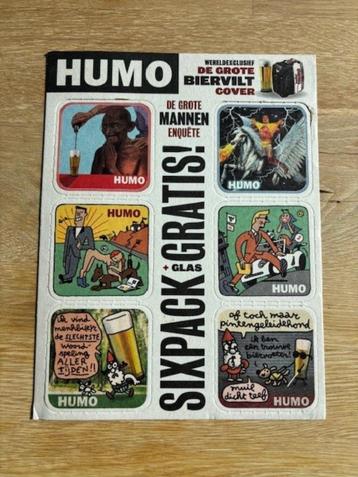 HUMO
WERELDEXCLUSIEF
DE GROTE
BIERVILT
COVER
DE GROTE
MANNEN
ENQUÊTE
SIXPACK GRATIS!
+ GLAS
HUMO
HUMO
HUMO
HUMO
ik vind
menhbiertje
de SLECHTSTE
woord-
speling
ALLER
TIJDEN!!
HUMO
of toch maar
pintengeleidehond
ik ben
een trouwe
biervoeter!
muil
dicht teef
HUMO